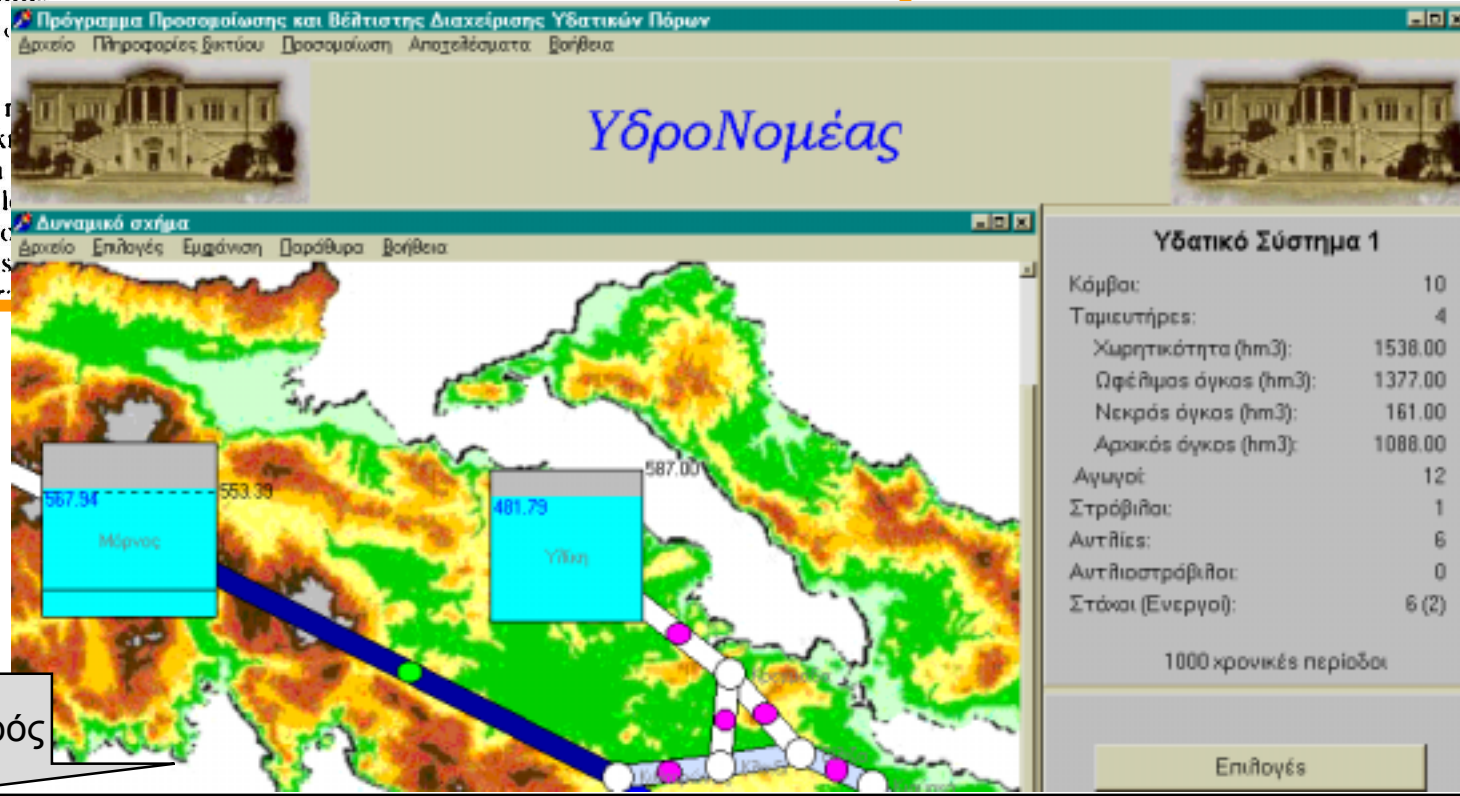 Πρόγραμμα Προσομοίωσης και Βέλτιστης Διαχείρισης Υδατικών Πόρων
Αρχείο Πληροφορίες δικτύου Προσομοίωση Αποτελέσματα Βοήθεια
ΥδροΝομέας
Δυναμικό σχήμα
Αρχείο Επιλογές Εμφάνιση Παράθυρα Βοήθεια
Υδατικό Σύστημα 1
Κόμβοι: 10
Ταμιευτήρες: 4
Χωρητικότητα (hm3): 1538.00
Ωφέλιμος όγκος (hm3): 1377.00
Νεκρός όγκος (hm3): 161.00
Αρχικός όγκος (hm3): 1088.00
Αγωγοί: 12
Στρόβιλοι: 1
Αντλίες: 6
Αντλιοστρόβιλοι: 0
Στόχοι (Ενεργοί): 6 (2)
1000 χρονικές περίοδοι
Επιλογές
567.94 553.39
Μόρνος
587.00
481.79
Υλίκη
ρός